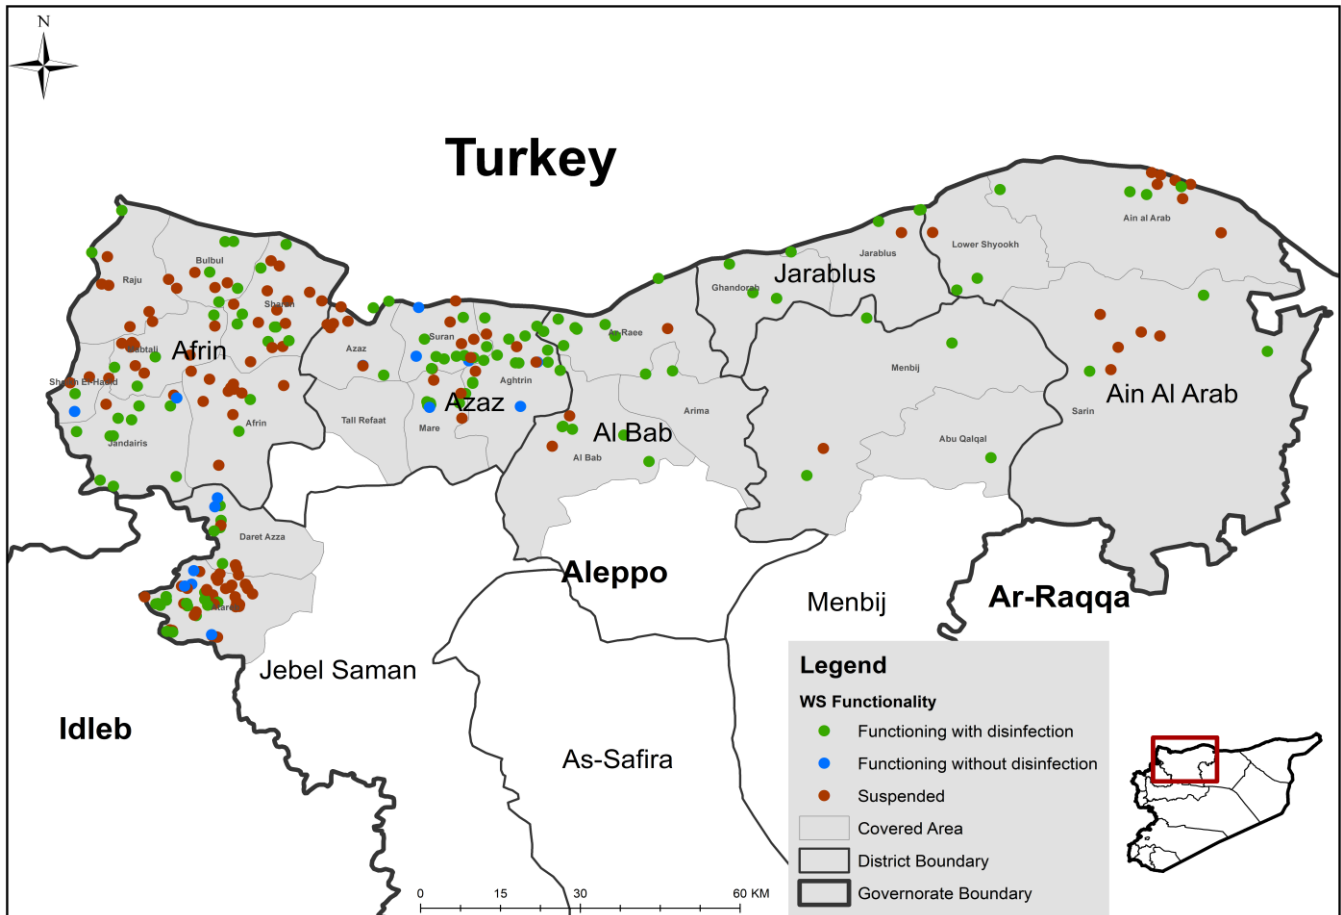 N
Turkey
Ain al Arab
Lower Shyookh
Jarablus
Bulbul
Raju
Jarablus
Ghandorah
Sharan
Ar-Raee
Suran
Azaz
Afrin
Mabtali
Menbij
Aghtrin
Sheikh El-Hadid
Ain Al Arab
Azaz
Sarin
Arima
Tall Refaat
Afrin
Mare
Al Bab
Abu Qalqal
Jandairis
Al Bab
Daret Azza
Aleppo
Ar-Raqqa
Menbij
Atareb
Jebel Saman
Idleb
As-Safira
Legend
WS Functionality
Functioning with disinfection
Functioning without disinfection
Suspended
Covered Area
District Boundary
Governorate Boundary
0 15 30 60 KM